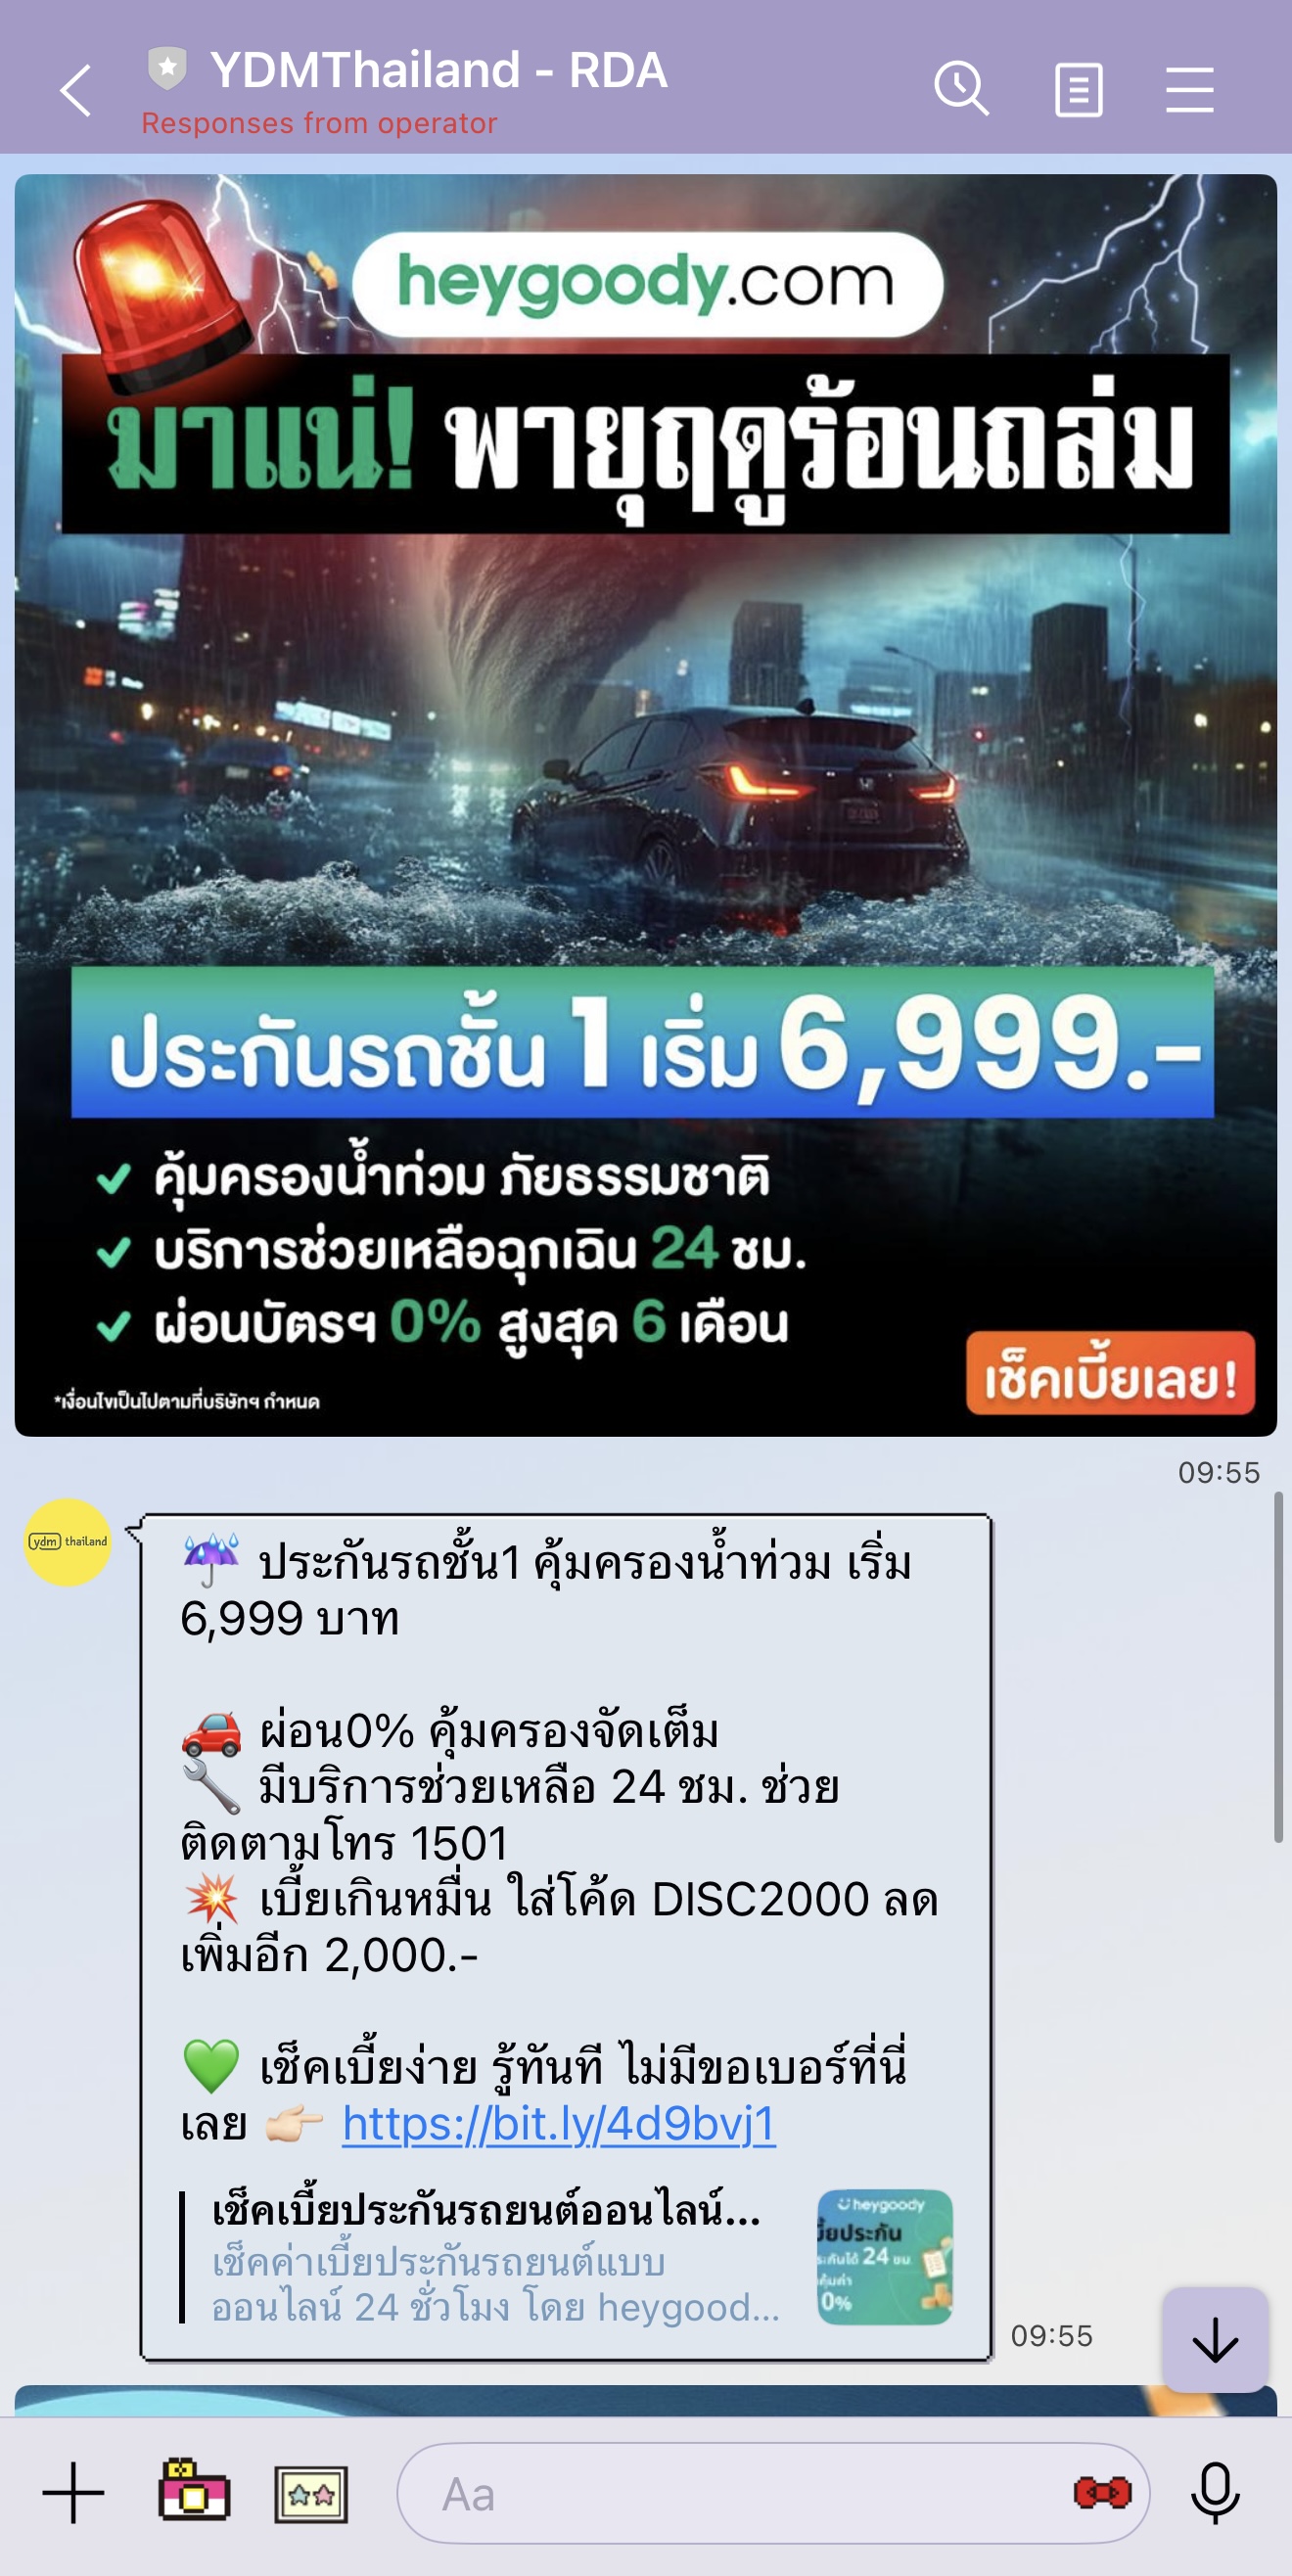 YDMThailand - RDA
Responses from operator
heygoody.com
มาแน่! พายุฤดูร้อนถล่ม
ประกันรถชั้น 1 เริ่ม 6,999.-
คุ้มครองน้ำท่วม ภัยธรรมชาติ
บริการช่วยเหลือฉุกเฉิน 24 ชม.
ผ่อนบัตรฯ 0% สูงสุด 6 เดือน
*เงื่อนไขเป็นไปตามที่บริษัทฯ กำหนด
เช็คเบี้ยเลย!
09:55
ydm thailand
☔ ประกันรถชั้น1 คุ้มครองน้ำท่วม เริ่ม
6,999 บาท
🚗 ผ่อน0% คุ้มครองจัดเต็ม
🔧 มีบริการช่วยเหลือ 24 ชม. ช่วย
ติดตามโทร 1501
💥 เบี้ยเกินหมื่น ใส่โค้ด DISC2000 ลด
เพิ่มอีก 2,000.-
💚 เช็คเบี้ยง่าย รู้ทันที ไม่มีขอเบอร์ที่นี่
เลย 👉🏻 https://bit.ly/4d9bvj1
เช็คเบี้ยประกันรถยนต์ออนไลน์...
เช็คค่าเบี้ยประกันรถยนต์แบบ
ออนไลน์ 24 ชั่วโมง โดย heygood...
heygoody
ระกันได้ 24 ชม
0%
09:55
Aa